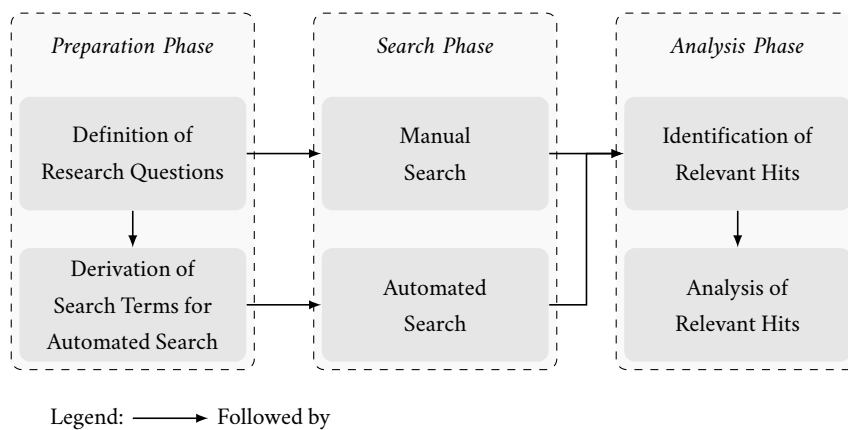 Preparation Phase
Definition of
Research Questions
Derivation of
Search Terms for
Automated Search
Search Phase
Manual
Search
Automated
Search
Analysis Phase
Identification of
Relevant Hits
Analysis of
Relevant Hits
Legend: Followed by